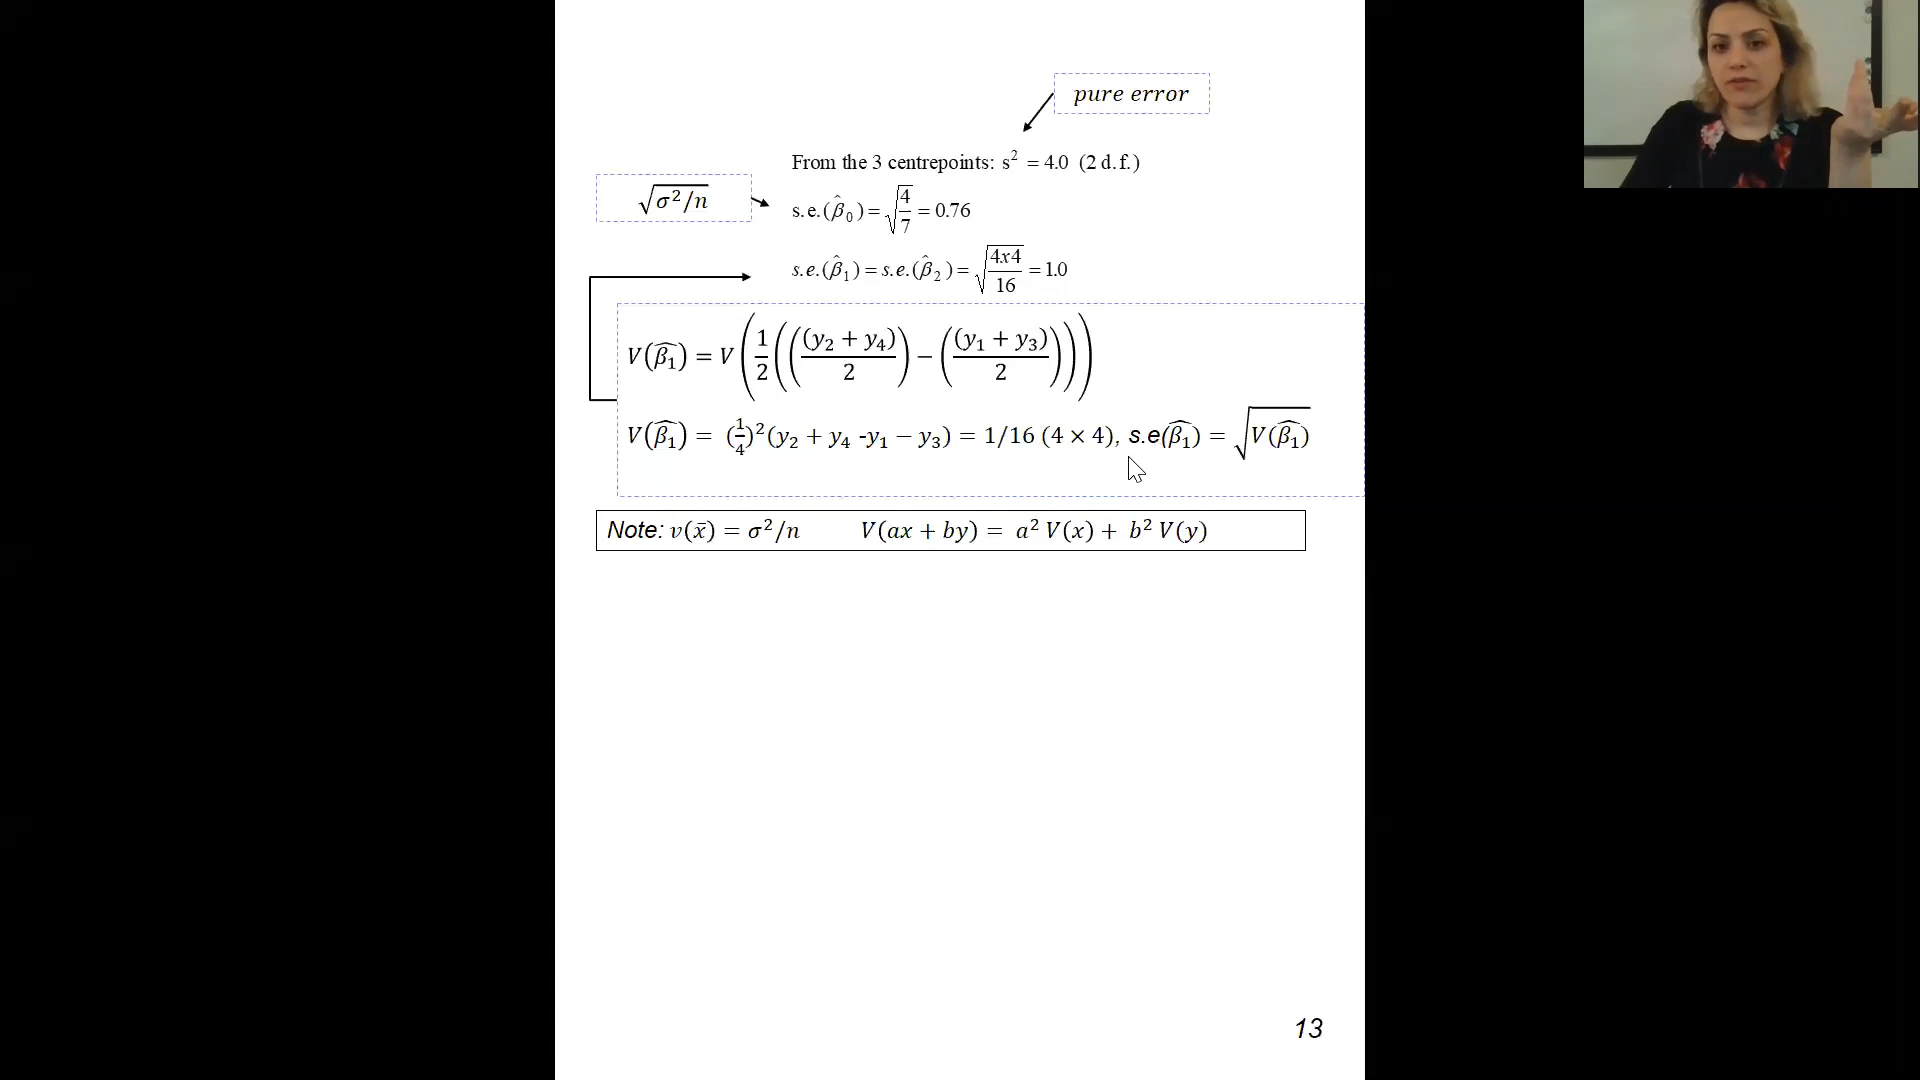 pure error
From the 3 centrepoints: s² = 4.0 (2 d.f.)
√σ²/n
s.e.(β̂₀) = √(4/7) = 0.76
s.e.(β̂₁) = s.e.(β̂₂) = √(4x4/16) = 1.0
V(β̂₁) = V(1/2(((y₂ + y₄)/2) − ((y₁ + y₃)/2)))
V(β̂₁) = (1/4)²(y₂ + y₄ -y₁ − y₃) = 1/16 (4 × 4), s.e(β̂₁) = √V(β̂₁)
Note: v(x̄) = σ²/n V(ax + by) = a² V(x) + b² V(y)
13